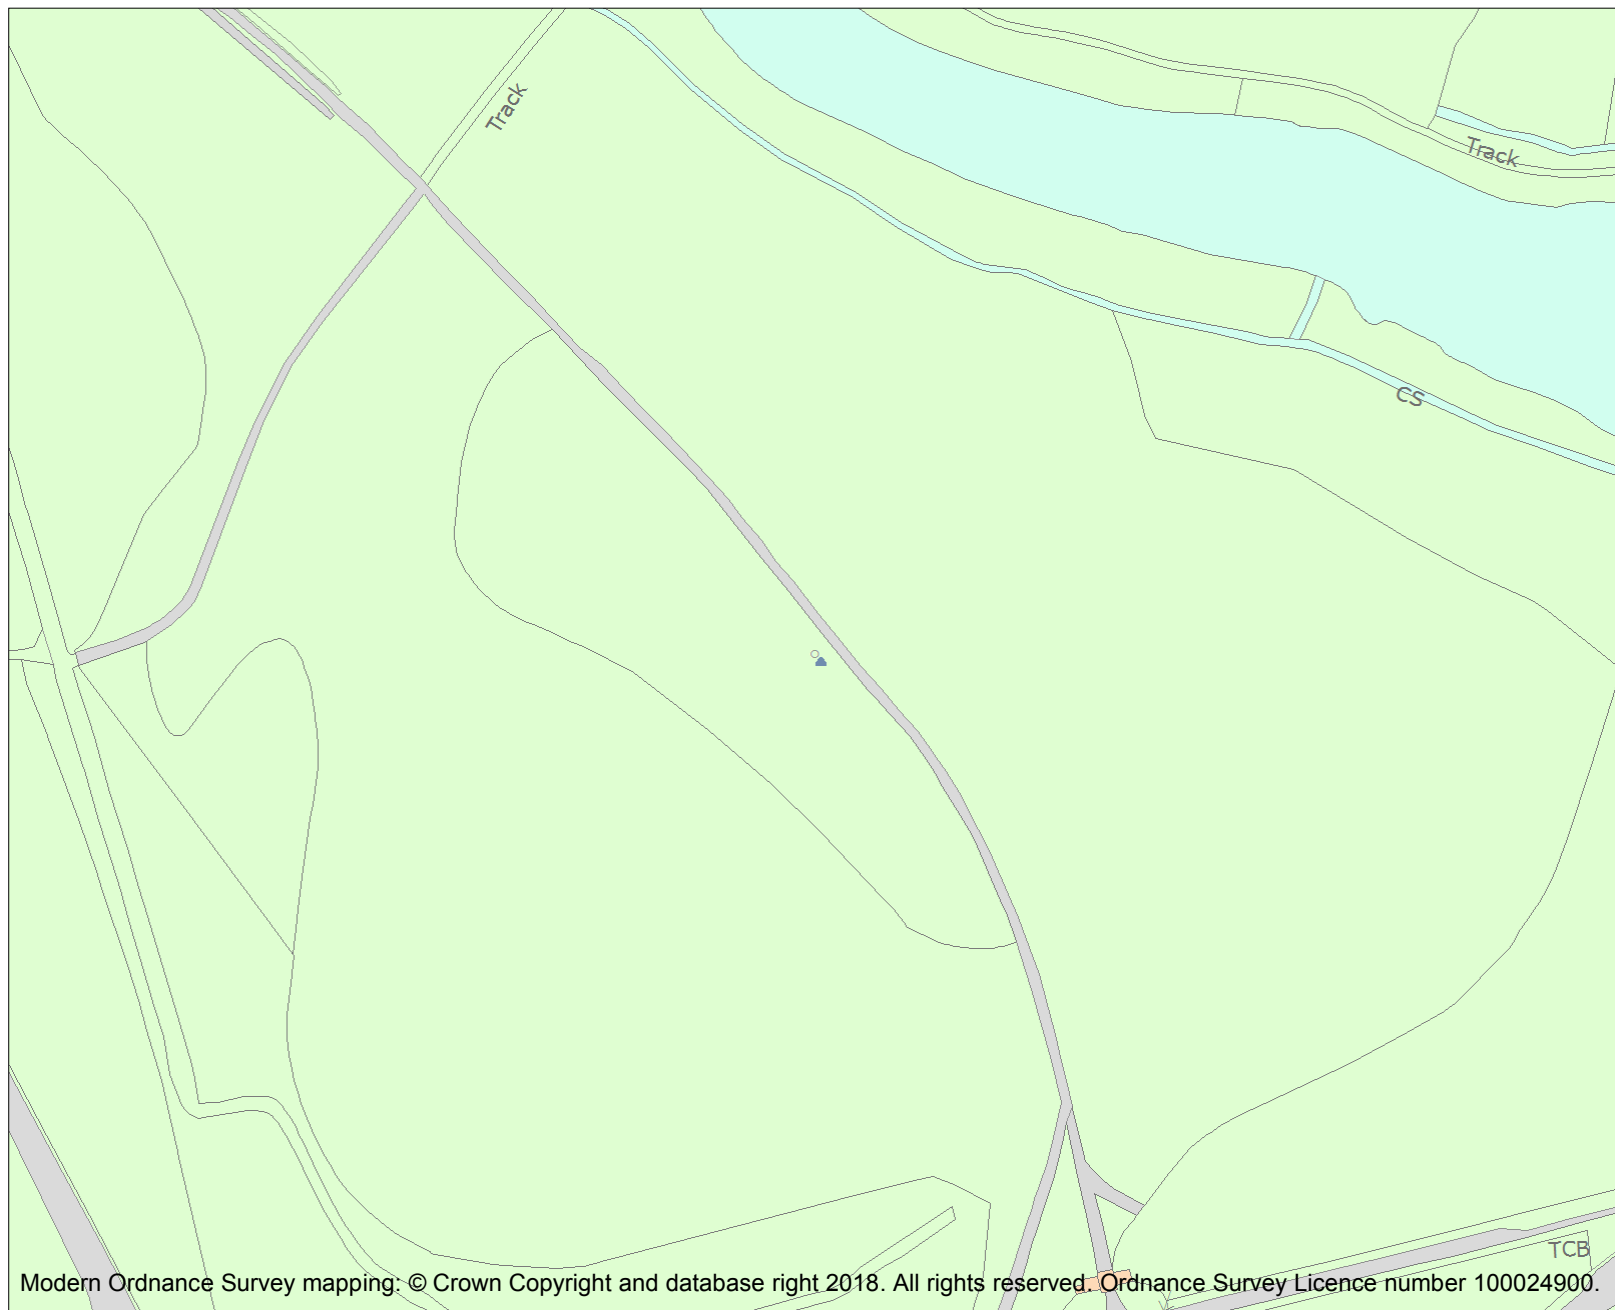 Track
Track
CS
TCB
Modern Ordnance Survey mapping: © Crown Copyright and database right 2018. All rights reserved. Ordnance Survey Licence number 100024900.